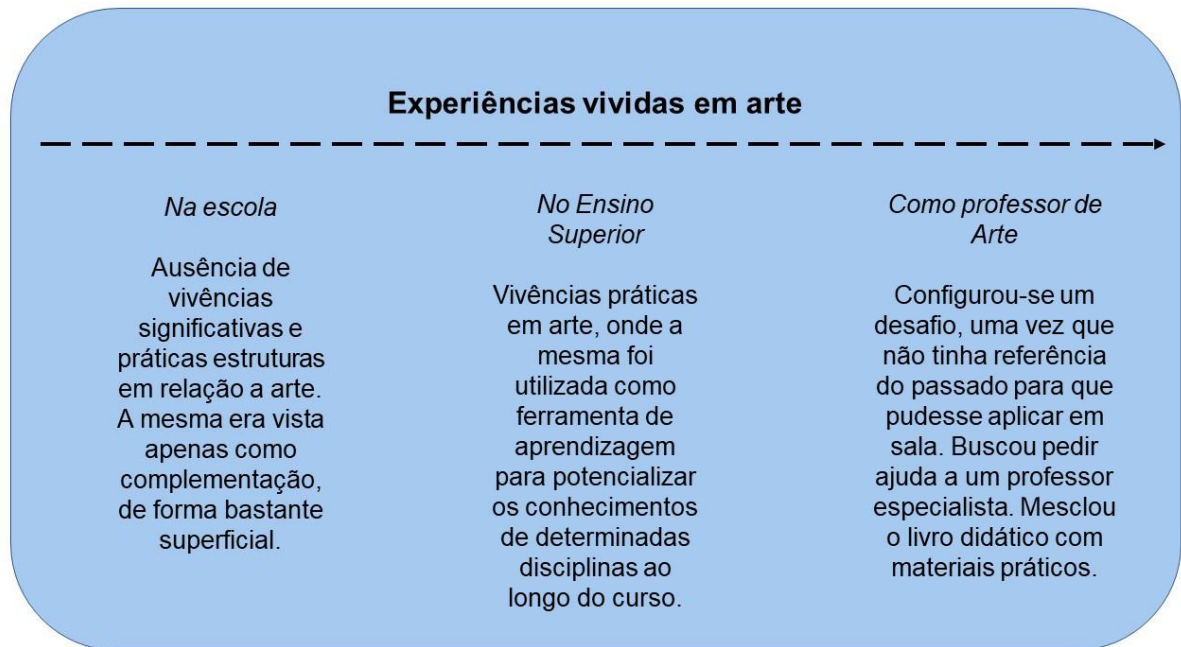 Experiências vividas em arte
Na escola
Ausência de
vivências
significativas e
práticas estruturas
em relação a arte.
A mesma era vista
apenas como
complementação,
de forma bastante
superficial.
No Ensino
Superior
Vivências práticas
em arte, onde a
mesma foi
utilizada como
ferramenta de
aprendizagem
para potencializar
os conhecimentos
de determinadas
disciplinas ao
longo do curso.
Como professor de
Arte
Configurou-se um
desafio, uma vez que
não tinha referência
do passado para que
pudesse aplicar em
sala. Buscou pedir
ajuda a um professor
especialista. Mesclou
o livro didático com
materiais práticos.